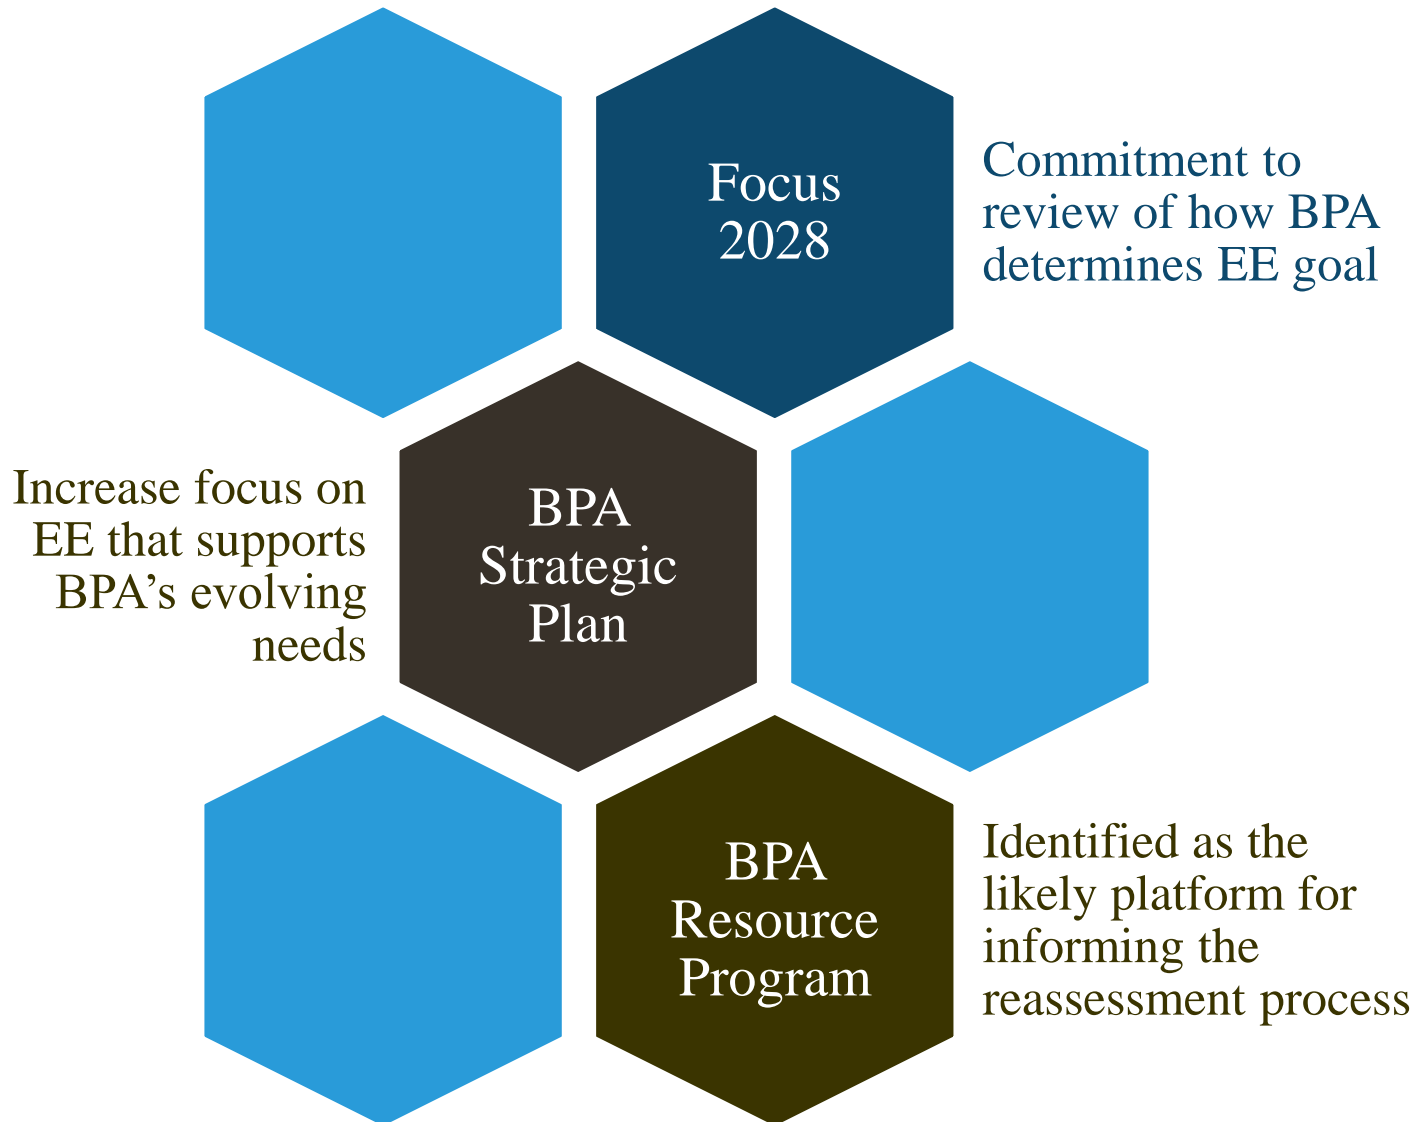 Focus
2028
Commitment to
review of how BPA
determines EE goal
Increase focus on
EE that supports
BPA’s evolving
needs
BPA
Strategic
Plan
BPA
Resource
Program
Identified as the
likely platform for
informing the
reassessment process